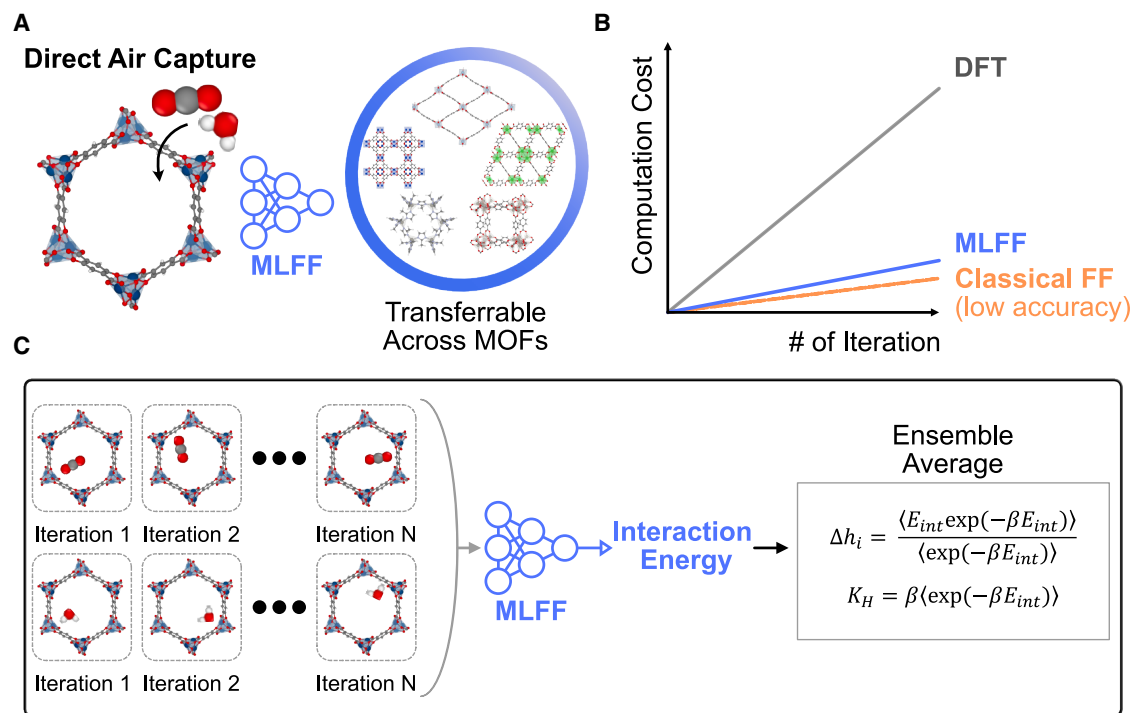 A
Direct Air Capture
MLFF
Transferrable
Across MOFs
B
Computation Cost
DFT
MLFF
Classical FF
(low accuracy)
# of Iteration
C
Iteration 1
Iteration 2
Iteration N
Iteration 1
Iteration 2
Iteration N
MLFF
Interaction
Energy
Ensemble
Average
Δhᵢ = ⟨E_int exp(−βE_int)⟩ / ⟨exp(−βE_int)⟩
K_H = β⟨exp(−βE_int)⟩